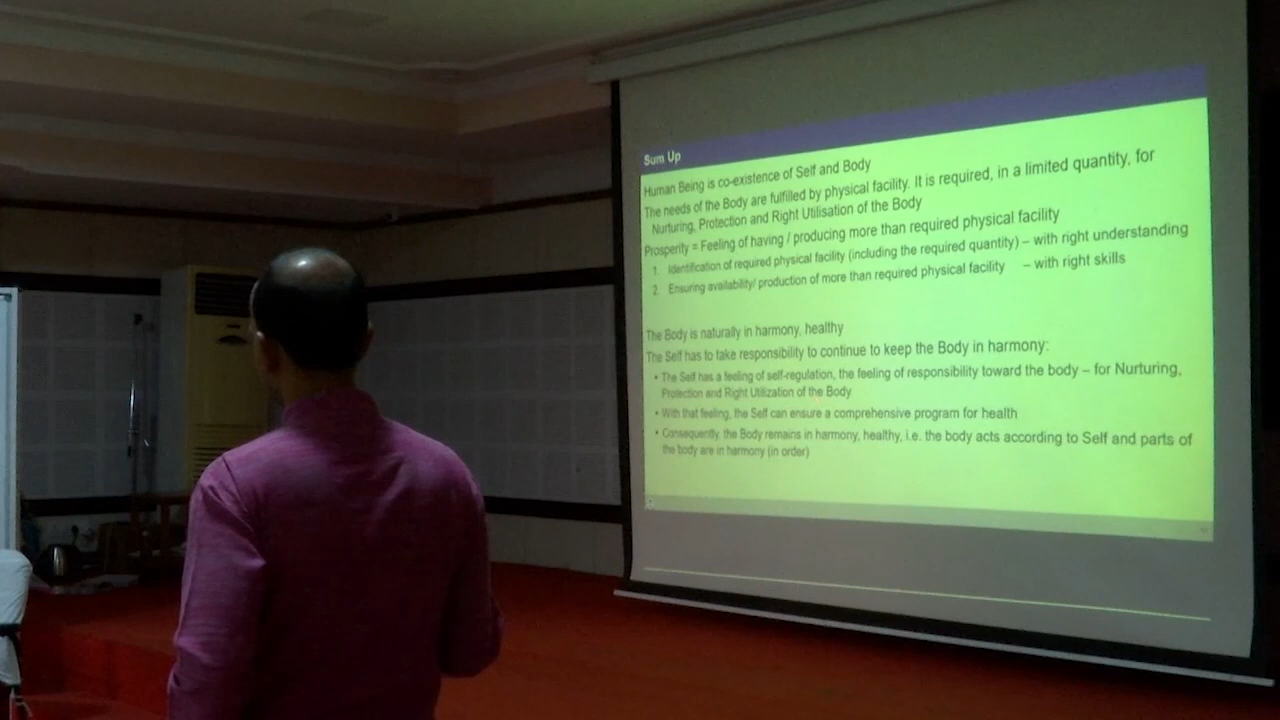 Sum Up
Human Being is co-existence of Self and Body
The needs of the Body are fulfilled by physical facility. It is required, in a limited quantity, for
Nurturing, Protection and Right Utilisation of the Body
Prosperity = Feeling of having / producing more than required physical facility
1. Identification of required physical facility (including the required quantity) – with right understanding
2. Ensuring availability/ production of more than required physical facility – with right skills
The Body is naturally in harmony, healthy
The Self has to take responsibility to continue to keep the Body in harmony:
• The Self has a feeling of self-regulation, the feeling of responsibility toward the body – for Nurturing,
Protection and Right Utilization of the Body
• With that feeling, the Self can ensure a comprehensive program for health
• Consequently, the Body remains in harmony, healthy, i.e. the body acts according to Self and parts of
the body are in harmony (in order)